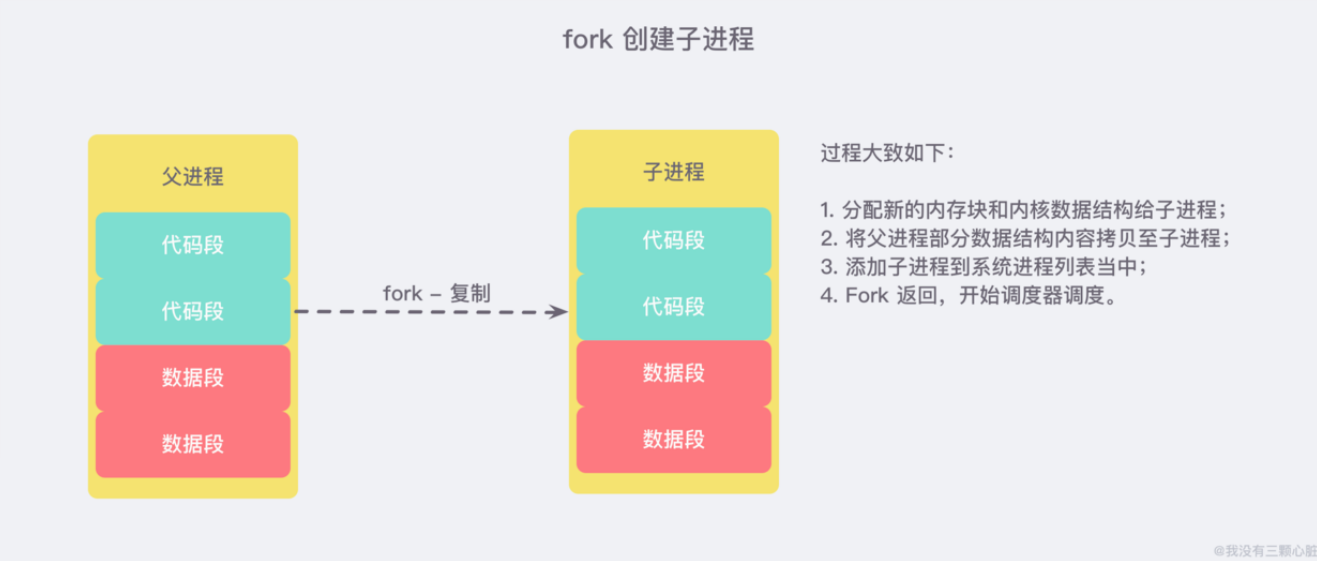 fork 创建子进程
父进程
代码段
代码段
数据段
数据段
fork - 复制
子进程
代码段
代码段
数据段
数据段
过程大致如下：
1. 分配新的内存块和内核数据结构给子进程；
2. 将父进程部分数据结构内容拷贝至子进程；
3. 添加子进程到系统进程列表当中；
4. Fork 返回，开始调度器调度。
@我没有三颗心脏